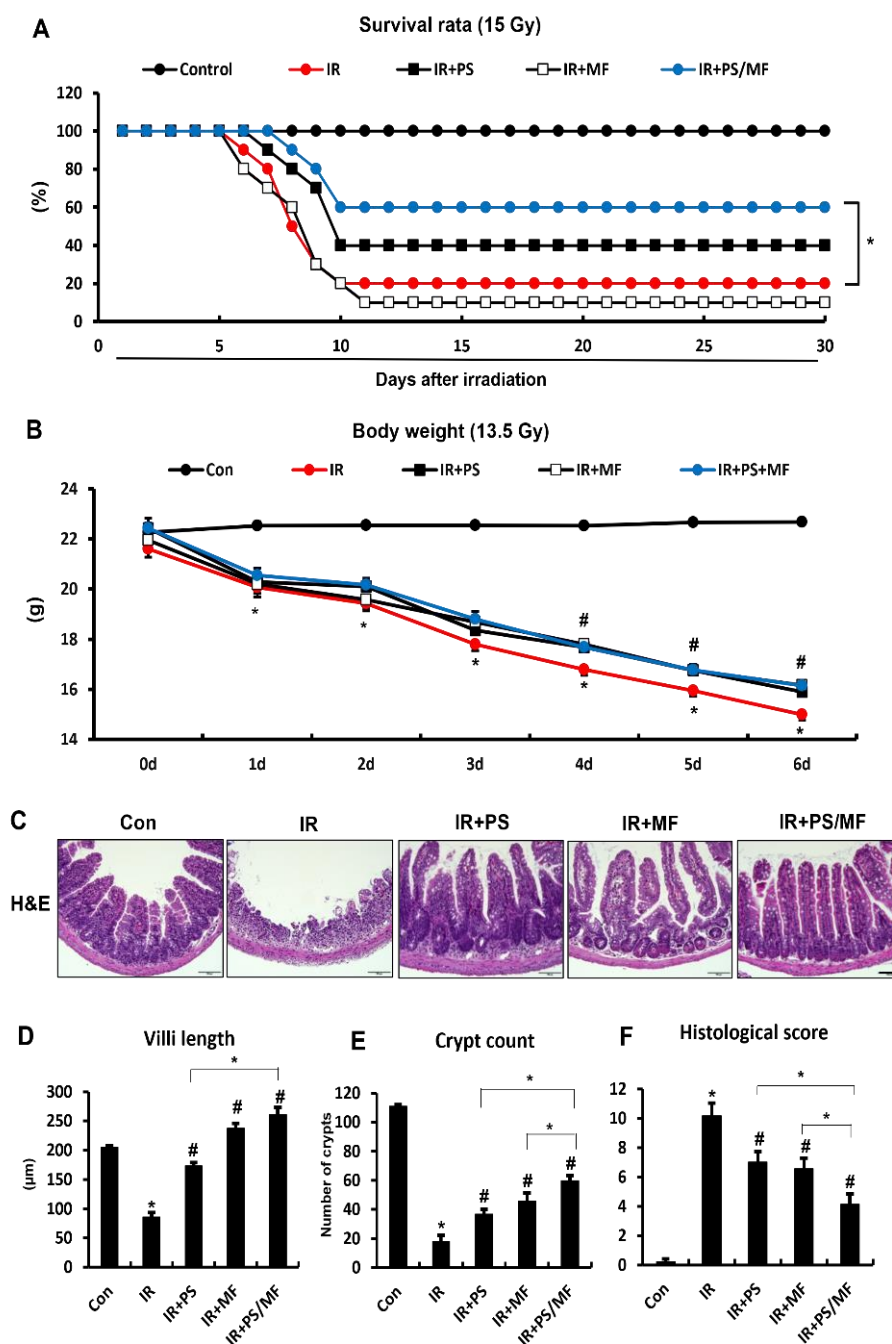 A
Survival rata (15 Gy)
Control IR IR+PS IR+MF IR+PS/MF
120
100
80
60
40
20
0
(%)
*
0 5 10 15 20 25 30
Days after irradiation
B
Body weight (13.5 Gy)
Con IR IR+PS IR+MF IR+PS+MF
24
22
20
18
16
14
(g)
# # #
* * * * * *
0d 1d 2d 3d 4d 5d 6d
C
Con IR IR+PS IR+MF IR+PS/MF
H&E
D
Villi length
300
250
200
150
100
50
0
(µm)
*
* # # #
Con IR IR+PS IR+MF IR+PS/MF
E
Crypt count
120
100
80
60
40
20
0
Number of crypts
*
*
* # # #
Con IR IR+PS IR+MF IR+PS/MF
F
Histological score
12
10
8
6
4
2
0
*
*
* # # #
Con IR IR+PS IR+MF IR+PS/MF